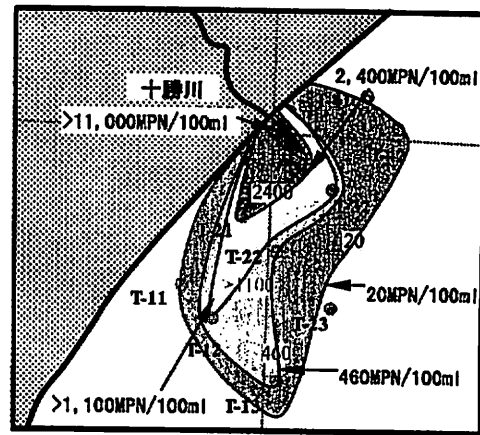 十勝川
2,400MPN/100ml
>11,000MPN/100ml
2400
T-21
T-22
20
T-11
>1100
20MPN/100ml
T-23
T-12
460
460MPN/100ml
>1,100MPN/100ml
T-13